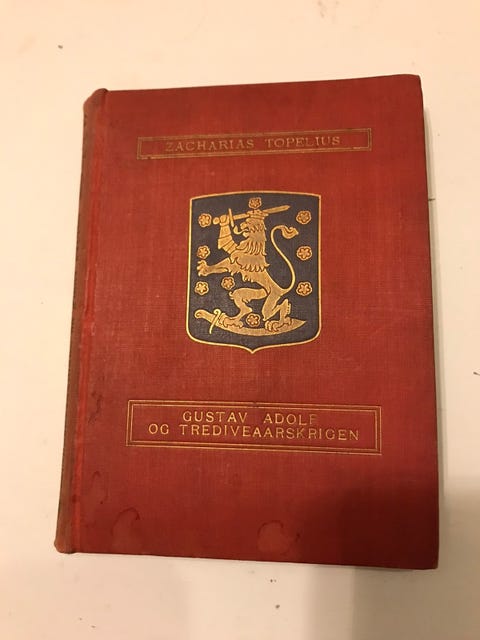 ZACHARIAS TOPELIUS
GUSTAV ADOLF
OG TREDIVEAARSKRIGEN